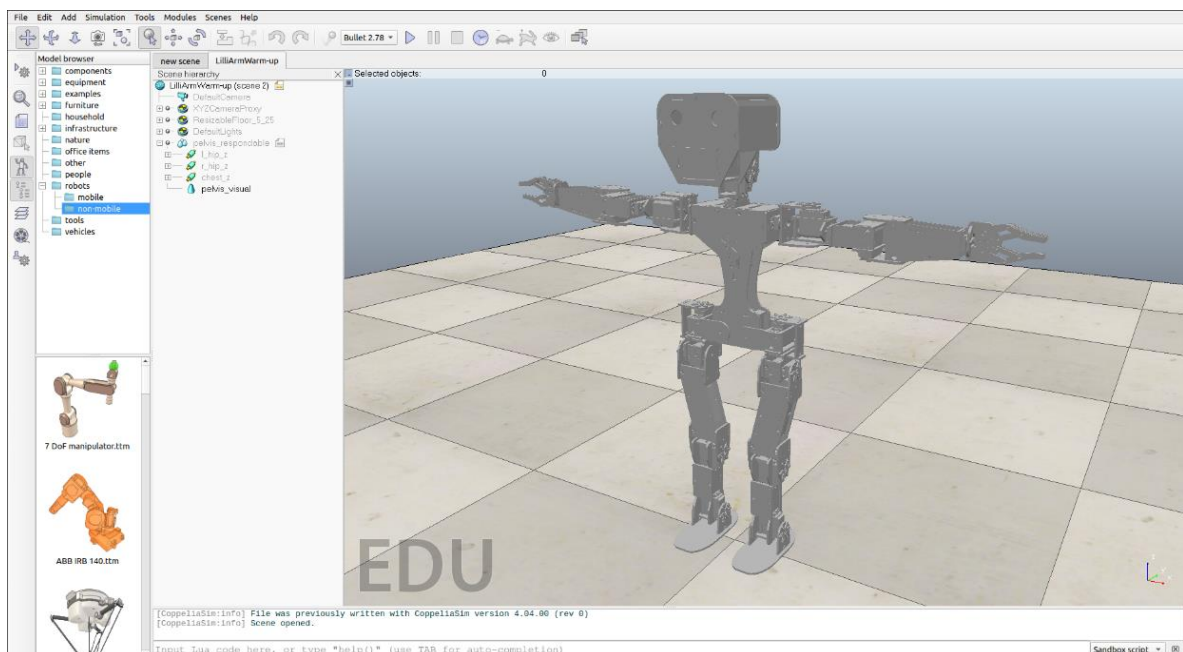 File Edit Add Simulation Tools Modules Scenes Help
Bullet 2.78
Model browser
components
equipment
examples
furniture
household
infrastructure
nature
office items
other
people
robots
mobile
non-mobile
tools
vehicles
7 DoF manipulator.ttm
ABB IRB 140.ttm
new scene LilliArmWarm-up
Scene hierarchy
LilliArmWarm-up (scene 2)
DefaultCamera
XYZCameraProxy
ResizableFloor_5_25
DefaultLights
pelvis_respondable
l_hip_z
r_hip_z
chest_z
pelvis_visual
Selected objects: 0
EDU
[CoppeliaSim:info] File was previously written with CoppeliaSim version 4.04.00 (rev 0)
[CoppeliaSim:info] Scene opened.
Input Lua code here, or type "help()" (use TAB for auto-completion)
Sandbox script